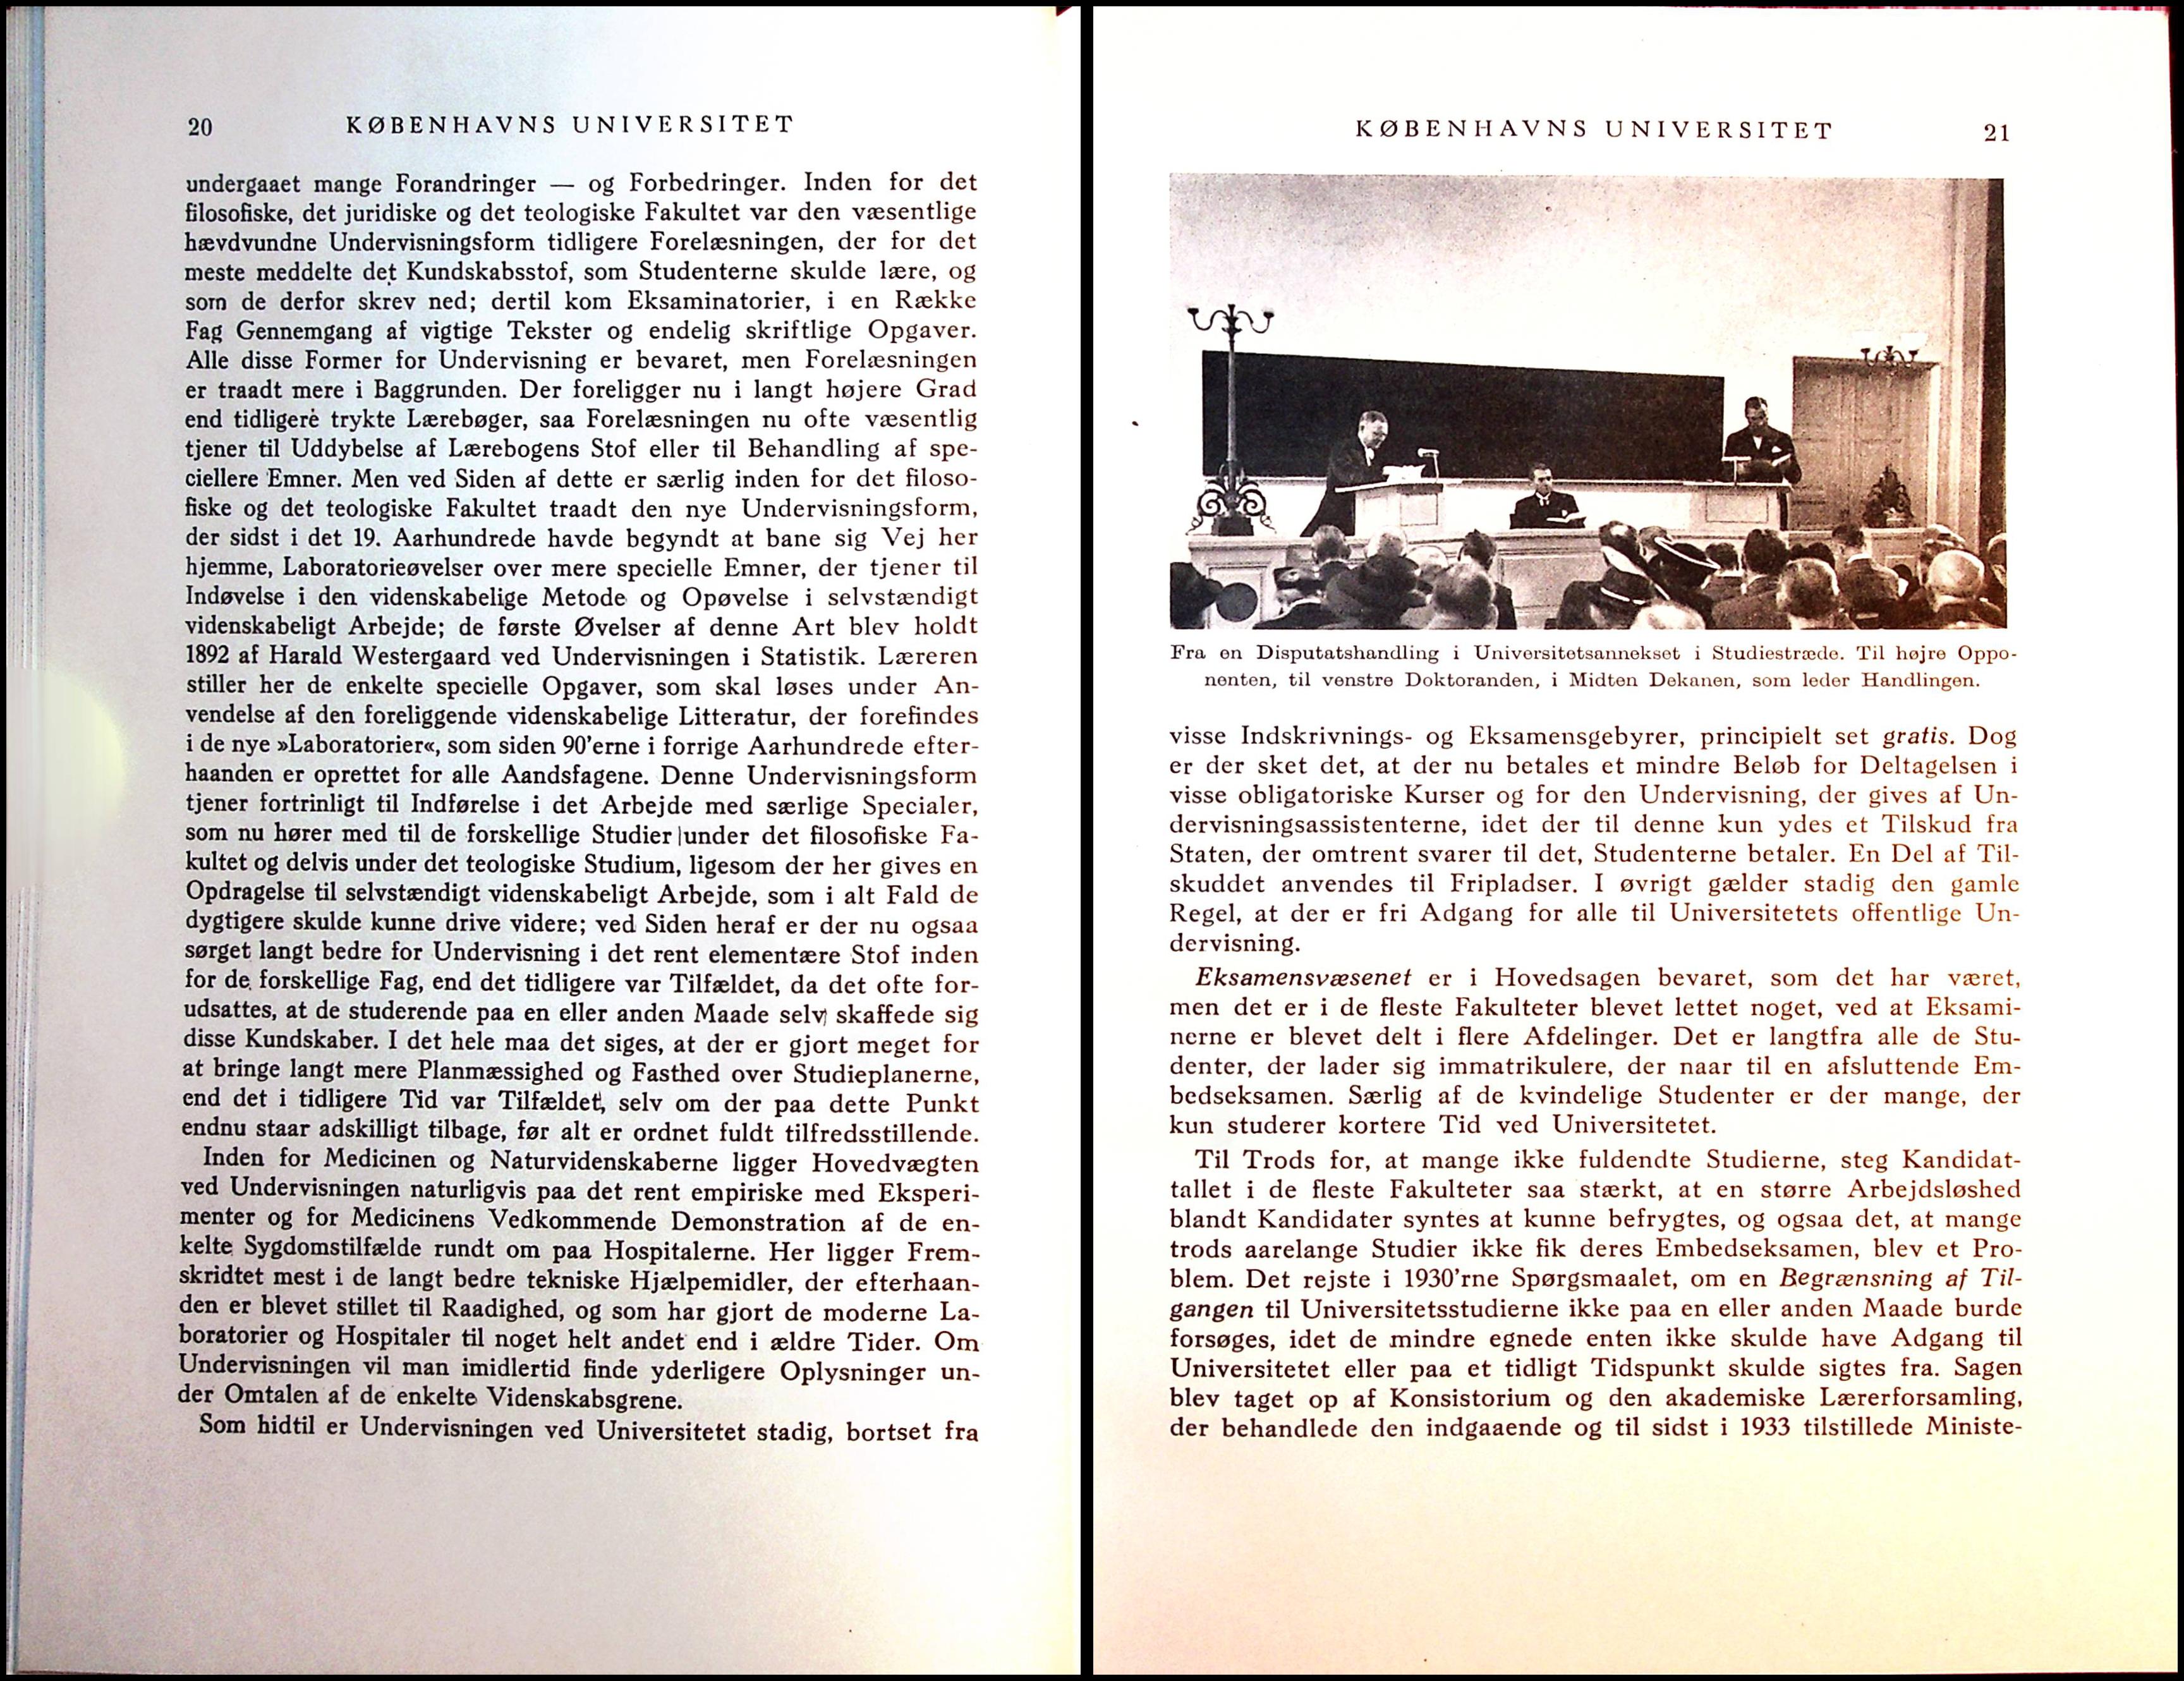 20 KØBENHAVNS UNIVERSITET
undergaaet mange Forandringer — og Forbedringer. Inden for det
filosofiske, det juridiske og det teologiske Fakultet var den væsentlige
hævdvundne Undervisningsform tidligere Forelæsningen, der for det
meste meddelte det Kundskabsstof, som Studenterne skulde lære, og
som de derfor skrev ned; dertil kom Eksaminatorier, i en Række
Fag Gennemgang af vigtige Tekster og endelig skriftlige Opgaver.
Alle disse Former for Undervisning er bevaret, men Forelæsningen
er traadt mere i Baggrunden. Der foreligger nu i langt højere Grad
end tidligere trykte Lærebøger, saa Forelæsningen nu ofte væsentlig
tjener til Uddybelse af Lærebogens Stof eller til Behandling af spe-
ciellere Emner. Men ved Siden af dette er særlig inden for det filoso-
fiske og det teologiske Fakultet traadt den nye Undervisningsform,
der sidst i det 19. Aarhundrede havde begyndt at bane sig Vej her
hjemme, Laboratorieøvelser over mere specielle Emner, der tjener til
Indøvelse i den videnskabelige Metode og Opøvelse i selvstændigt
videnskabeligt Arbejde; de første Øvelser af denne Art blev holdt
1892 af Harald Westergaard ved Undervisningen i Statistik. Læreren
stiller her de enkelte specielle Opgaver, som skal løses under An-
vendelse af den foreliggende videnskabelige Litteratur, der forefindes
i de nye »Laboratorier«, som siden 90'erne i forrige Aarhundrede efter-
haanden er oprettet for alle Aandsfagene. Denne Undervisningsform
tjener fortrinligt til Indførelse i det Arbejde med særlige Specialer,
som nu hører med til de forskellige Studier under det filosofiske Fa-
kultet og delvis under det teologiske Studium, ligesom der her gives en
Opdragelse til selvstændigt videnskabeligt Arbejde, som i alt Fald de
dygtigere skulde kunne drive videre; ved Siden heraf er der nu ogsaa
sørget langt bedre for Undervisning i det rent elementære Stof inden
for de forskellige Fag, end det tidligere var Tilfældet, da det ofte for-
udsattes, at de studerende paa en eller anden Maade selv skaffede sig
disse Kundskaber. I det hele maa det siges, at der er gjort meget for
at bringe langt mere Planmæssighed og Fasthed over Studieplanerne,
end det i tidligere Tid var Tilfældet, selv om der paa dette Punkt
endnu staar adskilligt tilbage, før alt er ordnet fuldt tilfredsstillende.
Inden for Medicinen og Naturvidenskaberne ligger Hovedvægten
ved Undervisningen naturligvis paa det rent empiriske med Eksperi-
menter og for Medicinens Vedkommende Demonstration af de en-
kelte Sygdomstilfælde rundt om paa Hospitalerne. Her ligger Frem-
skridtet mest i de langt bedre tekniske Hjælpemidler, der efterhaan-
den er blevet stillet til Raadighed, og som har gjort de moderne La-
boratorier og Hospitaler til noget helt andet end i ældre Tider. Om
Undervisningen vil man imidlertid finde yderligere Oplysninger un-
der Omtalen af de enkelte Videnskabsgrene.
Som hidtil er Undervisningen ved Universitetet stadig, bortset fra
KØBENHAVNS UNIVERSITET 21
Fra en Disputatshandling i Universitetsannekset i Studiestræde. Til højre Oppo-
nenten, til venstre Doktoranden, i Midten Dekanen, som leder Handlingen.
visse Indskrivnings- og Eksamensgebyrer, principielt set gratis. Dog
er der sket det, at der nu betales et mindre Beløb for Deltagelsen i
visse obligatoriske Kurser og for den Undervisning, der gives af Un-
dervisningsassistenterne, idet der til denne kun ydes et Tilskud fra
Staten, der omtrent svarer til det, Studenterne betaler. En Del af Til-
skuddet anvendes til Fripladser. I øvrigt gælder stadig den gamle
Regel, at der er fri Adgang for alle til Universitetets offentlige Un-
dervisning.
Eksamensvæsenet er i Hovedsagen bevaret, som det har været,
men det er i de fleste Fakulteter blevet lettet noget, ved at Eksami-
nerne er blevet delt i flere Afdelinger. Det er langtfra alle de Stu-
denter, der lader sig immatrikulere, der naar til en afsluttende Em-
bedseksamen. Særlig af de kvindelige Studenter er der mange, der
kun studerer kortere Tid ved Universitetet.
Til Trods for, at mange ikke fuldendte Studierne, steg Kandidat-
tallet i de fleste Fakulteter saa stærkt, at en større Arbejdsløshed
blandt Kandidater syntes at kunne befrygtes, og ogsaa det, at mange
trods aarelange Studier ikke fik deres Embedseksamen, blev et Pro-
blem. Det rejste i 1930'rne Spørgsmaalet, om en Begrænsning af Til-
gangen til Universitetsstudierne ikke paa en eller anden Maade burde
forsøges, idet de mindre egnede enten ikke skulde have Adgang til
Universitetet eller paa et tidligt Tidspunkt skulde sigtes fra. Sagen
blev taget op af Konsistorium og den akademiske Lærerforsamling,
der behandlede den indgaaende og til sidst i 1933 tilstillede Ministe-